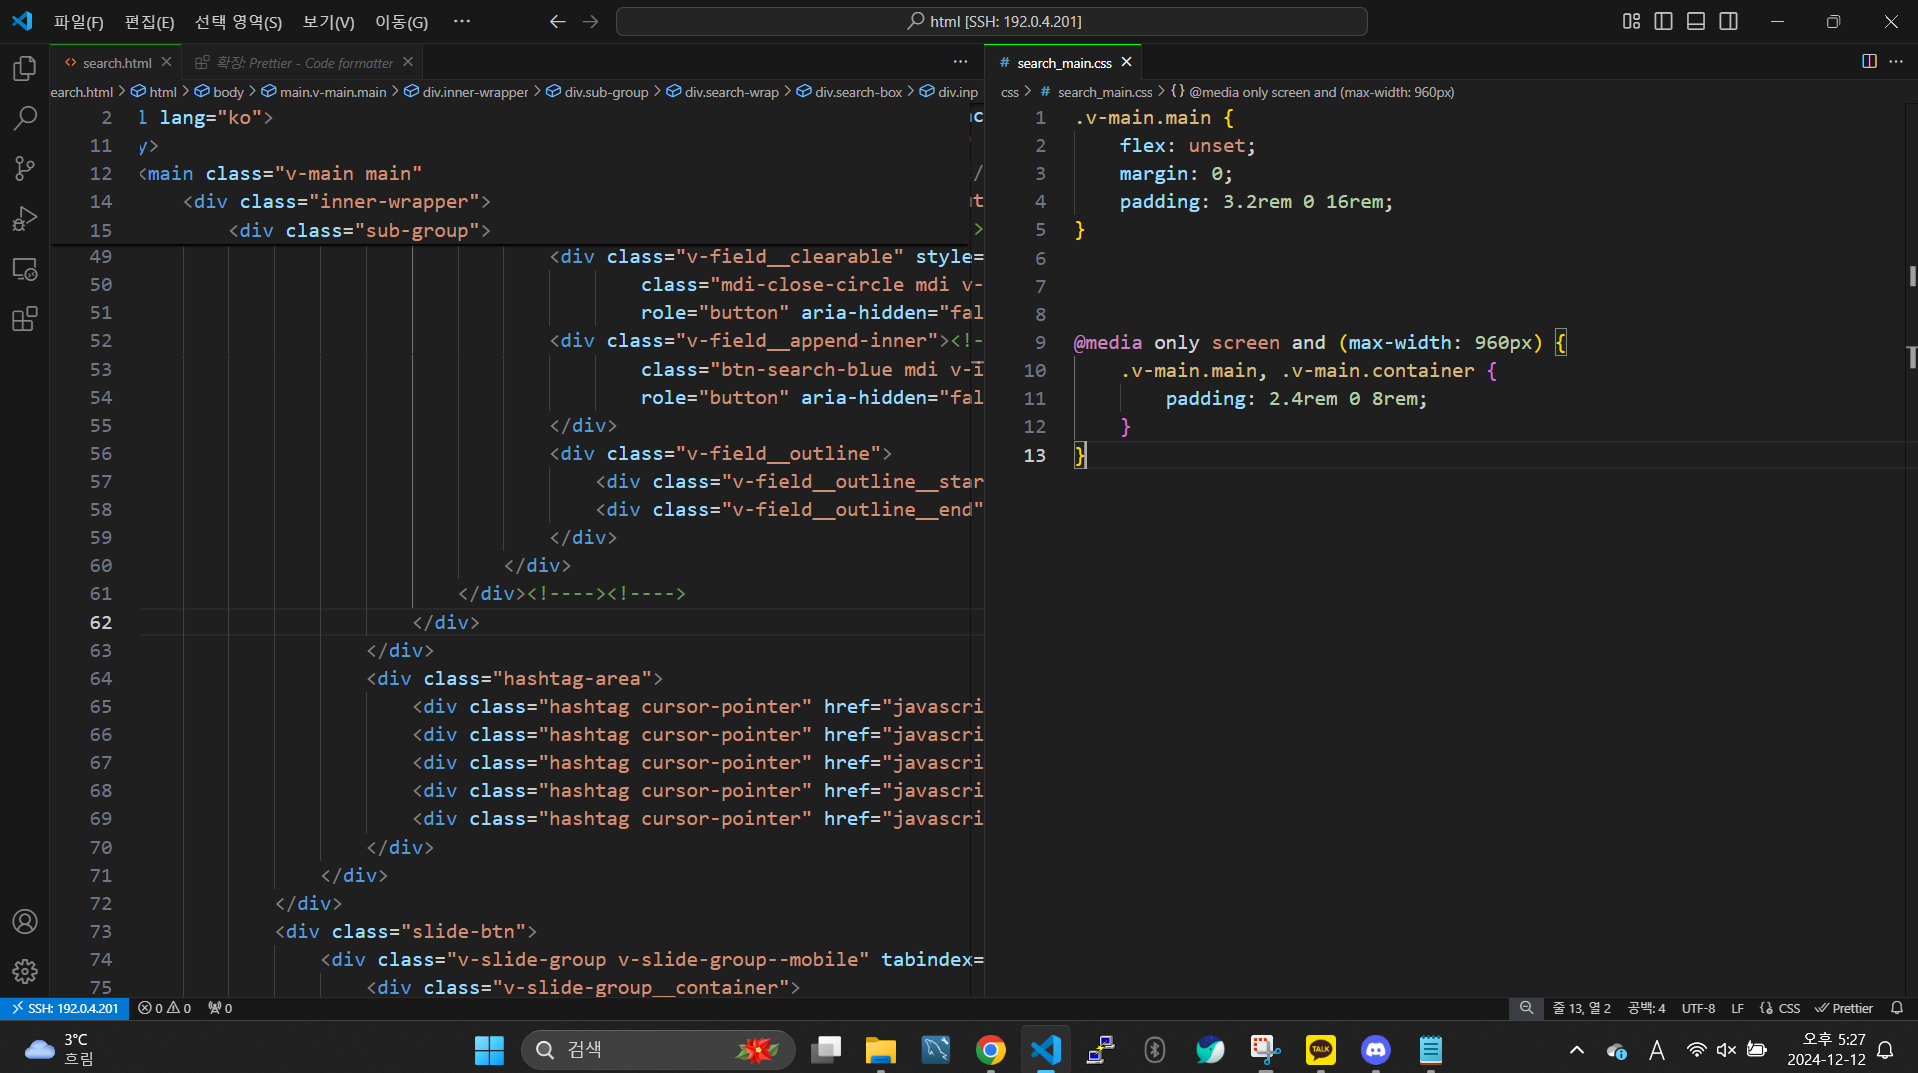 파일(F) 편집(E) 선택 영역(S) 보기(V) 이동(G) ··· html [SSH: 192.0.4.201]
search.html 확장: Prettier - Code formatter ···
earch.html > html > body > main.v-main.main > div.inner-wrapper > div.sub-group > div.search-wrap > div.search-box > div.inp
2 l lang="ko">
11 y>
12 <main class="v-main main"
14 <div class="inner-wrapper">
15 <div class="sub-group">
49 <div class="v-field__clearable" style=
50 class="mdi-close-circle mdi v-
51 role="button" aria-hidden="fal
52 <div class="v-field__append-inner"><!-
53 class="btn-search-blue mdi v-i
54 role="button" aria-hidden="fal
55 </div>
56 <div class="v-field__outline">
57 <div class="v-field__outline__star
58 <div class="v-field__outline__end"
59 </div>
60 </div>
61 </div><!----><!---->
62 </div>
63 </div>
64 <div class="hashtag-area">
65 <div class="hashtag cursor-pointer" href="javascri
66 <div class="hashtag cursor-pointer" href="javascri
67 <div class="hashtag cursor-pointer" href="javascri
68 <div class="hashtag cursor-pointer" href="javascri
69 <div class="hashtag cursor-pointer" href="javascri
70 </div>
71 </div>
72 </div>
73 <div class="slide-btn">
74 <div class="v-slide-group v-slide-group--mobile" tabindex=
75 <div class="v-slide-group__container">
# search_main.css ···
css > # search_main.css > {} @media only screen and (max-width: 960px)
1 .v-main.main {
2 flex: unset;
3 margin: 0;
4 padding: 3.2rem 0 16rem;
5 }
6
7
8
9 @media only screen and (max-width: 960px) {
10 .v-main.main, .v-main.container {
11 padding: 2.4rem 0 8rem;
12 }
13 }
SSH: 192.0.4.201 0 0 0 줄 13, 열 2 공백: 4 UTF-8 LF CSS Prettier
3°C
흐림
검색
TALK
A
오후 5:27
2024-12-12